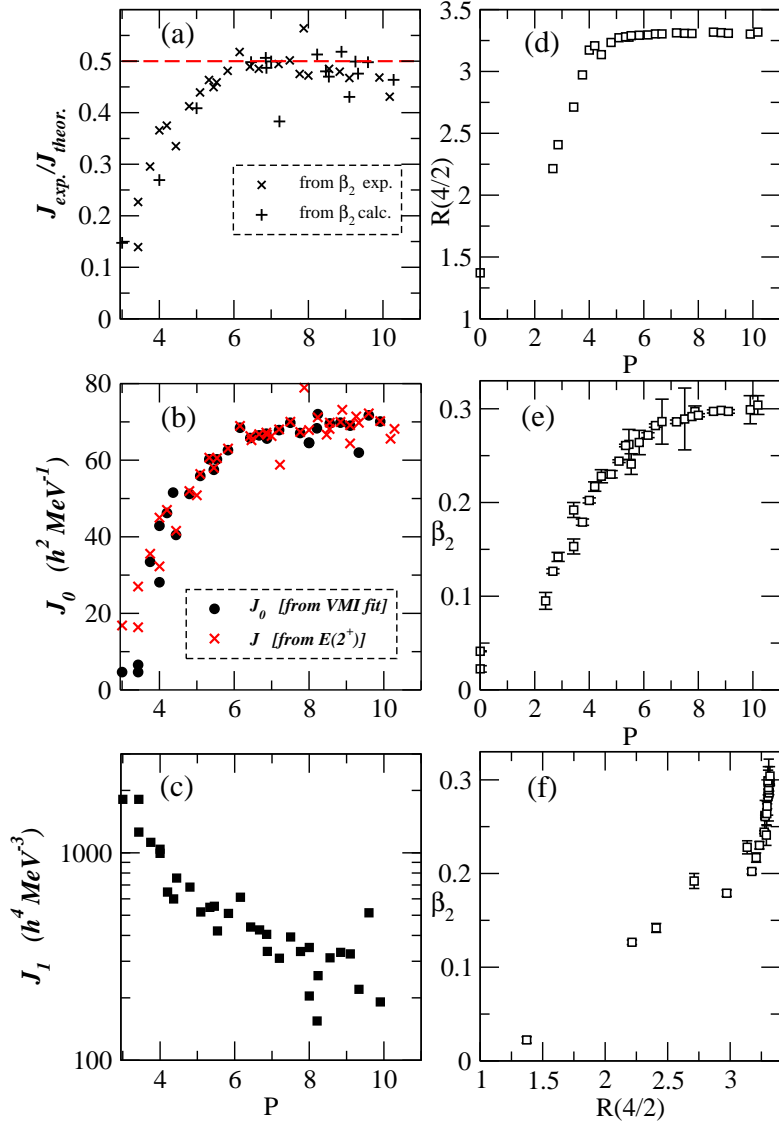 (a)
0.5
0.4
0.3
0.2
0.1
0
J_exp./J_theor.
from β₂ exp.
from β₂ calc.
4 6 8 10
(d)
3.5
3
2.5
2
1.5
1
R(4/2)
0 2 4 6 8 10
P
(b)
80
60
40
20
0
J₀ (h² MeV⁻¹)
J₀ [from VMI fit]
J [from E(2⁺)]
4 6 8 10
(e)
0.3
0.2
0.1
0
β₂
0 2 4 6 8 10
P
(c)
1000
100
J₁ (h⁴ MeV⁻³)
4 6 8 10
P
(f)
0.3
0.2
0.1
0
β₂
1 1.5 2 2.5 3
R(4/2)